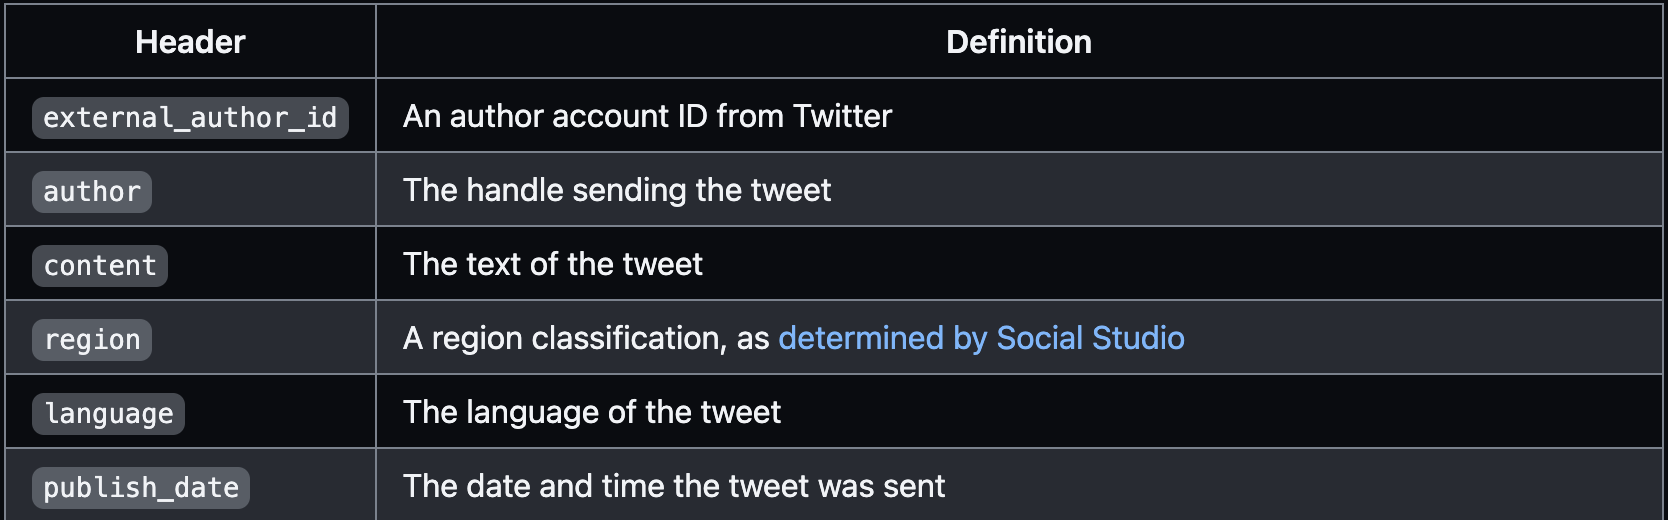 Header Definition
external_author_id An author account ID from Twitter
author The handle sending the tweet
content The text of the tweet
region A region classification, as determined by Social Studio
language The language of the tweet
publish_date The date and time the tweet was sent